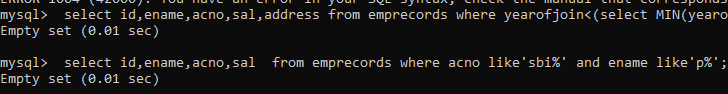 ERROR 1064 (42000): You have an error in your SQL syntax; check the manual that corresponds
mysql>  select id,ename,acno,sal,address from emprecords where yearofjoin<(select MIN(yearo
Empty set (0.01 sec)
mysql>  select id,ename,acno,sal  from emprecords where acno like'sbi%' and ename like'p%';
Empty set (0.01 sec)